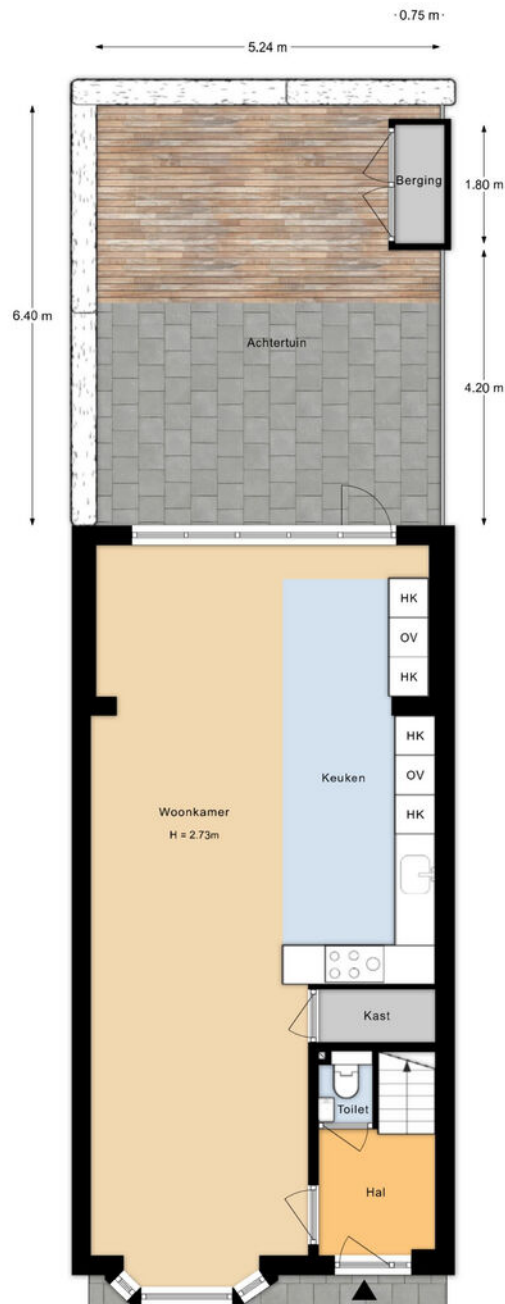 0.75 m
5.24 m
Berging
1.80 m
6.40 m
Achtertuin
4.20 m
HK
OV
HK
HK
Keuken
OV
Woonkamer
HK
H = 2.73m
Kast
Toilet
Hal